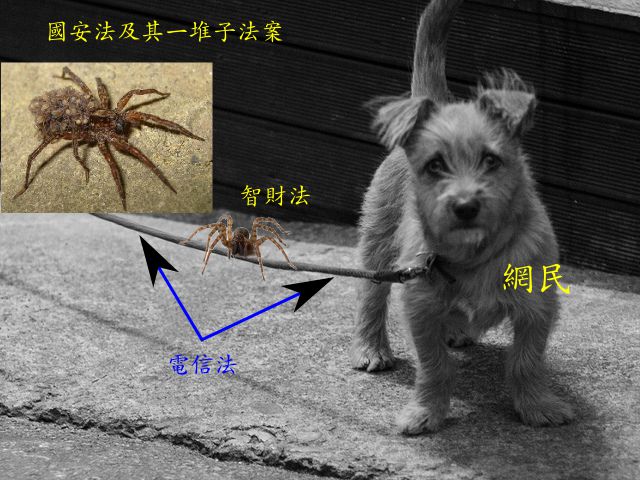 國安法及其一堆子法案
智財法
網民
電信法